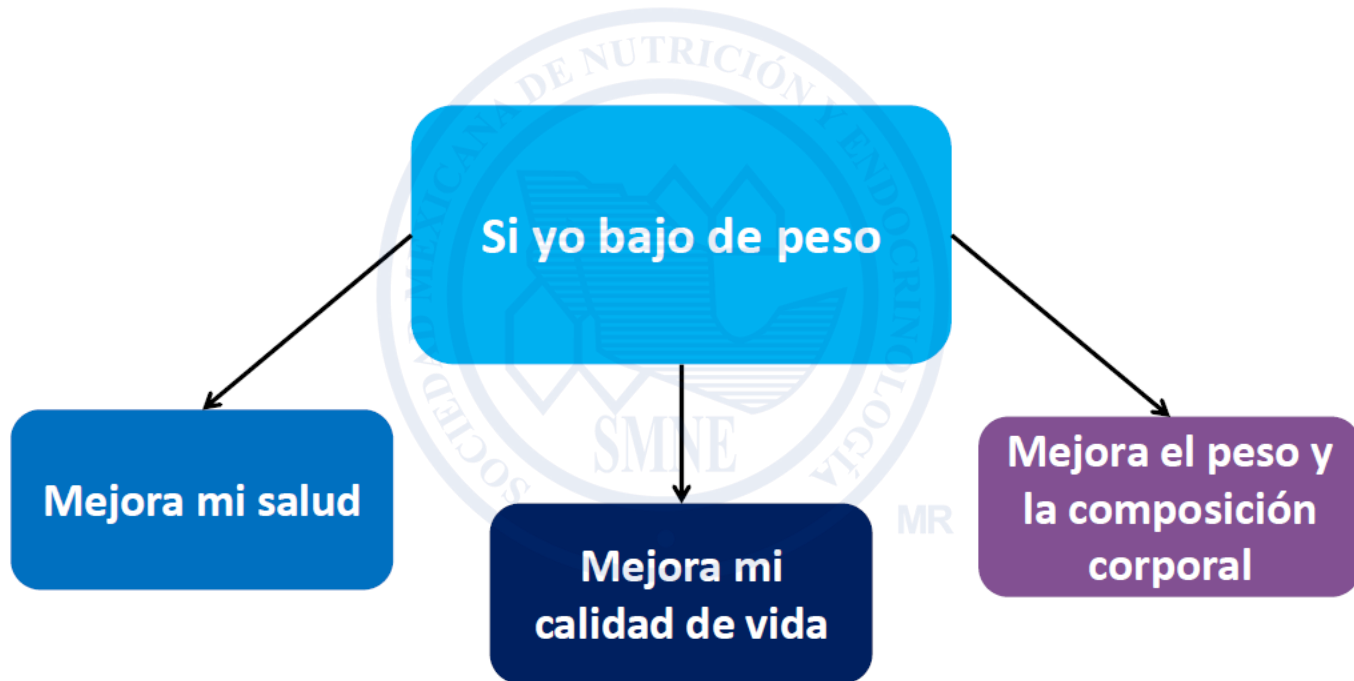 SOCIEDAD MEXICANA DE NUTRICIÓN Y ENDOCRINOLOGÍA
Si yo bajo de peso
SMNE
MR
Mejora mi salud
Mejora mi
calidad de vida
Mejora el peso y
la composición
corporal